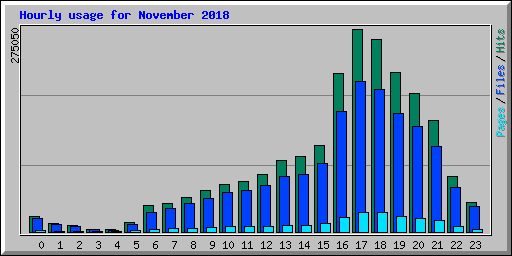 Hourly usage for November 2018
275050
Pages / Files / Hits
0 1 2 3 4 5 6 7 8 9 10 11 12 13 14 15 16 17 18 19 20 21 22 23